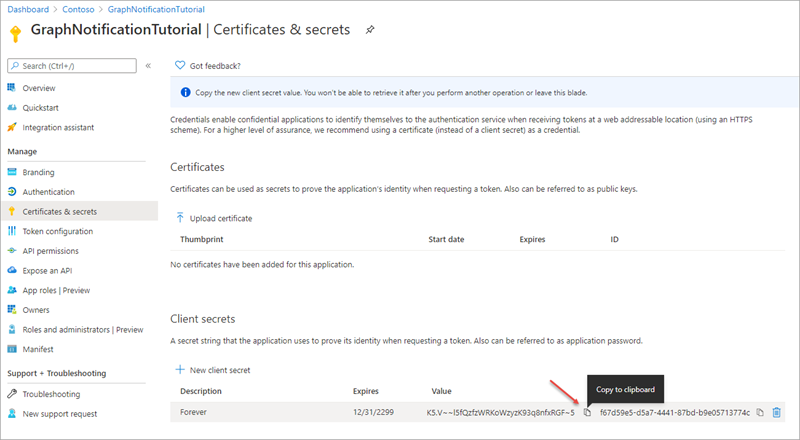 Dashboard > Contoso > GraphNotificationTutorial
GraphNotificationTutorial | Certificates & secrets
Search (Ctrl+/)
«
Overview
Quickstart
Integration assistant
Manage
Branding
Authentication
Certificates & secrets
Token configuration
API permissions
Expose an API
App roles | Preview
Owners
Roles and administrators | Preview
Manifest
Support + Troubleshooting
Troubleshooting
New support request
Got feedback?
Copy the new client secret value. You won't be able to retrieve it after you perform another operation or leave this blade.
Credentials enable confidential applications to identify themselves to the authentication service when receiving tokens at a web addressable location (using an HTTPS
scheme). For a higher level of assurance, we recommend using a certificate (instead of a client secret) as a credential.
Certificates
Certificates can be used as secrets to prove the application's identity when requesting a token. Also can be referred to as public keys.
Upload certificate
Thumbprint Start date Expires ID
No certificates have been added for this application.
Client secrets
A secret string that the application uses to prove its identity when requesting a token. Also can be referred to as application password.
New client secret
Copy to clipboard
Description Expires Value
Forever 12/31/2299 K5.V~~l5fQzfzWRKoWzyzK93q8nfxRGF~5 f67d59e5-d5a7-4441-87bd-b9e05713774c